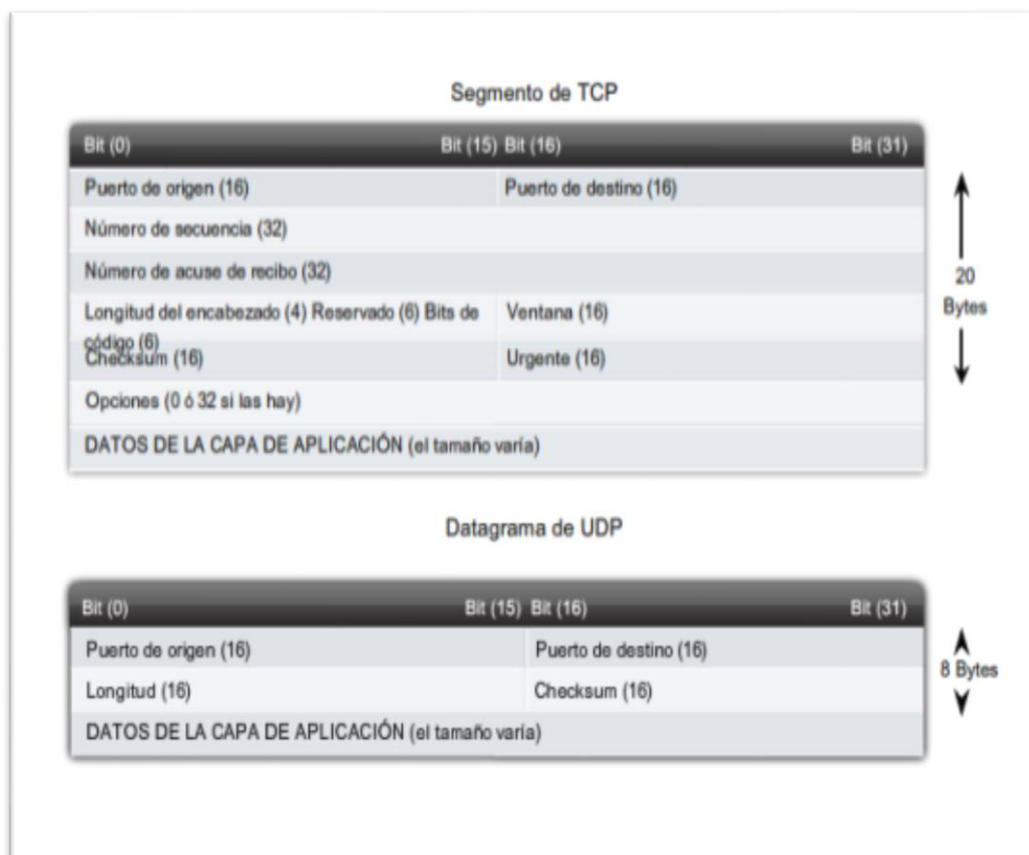 Segmento de TCP
Bit (0) Bit (15) Bit (16) Bit (31)
Puerto de origen (16) Puerto de destino (16)
Número de secuencia (32)
Número de acuse de recibo (32)
Longitud del encabezado (4) Reservado (6) Bits de
código (6)
Ventana (16)
Checksum (16) Urgente (16)
Opciones (0 ó 32 si las hay)
DATOS DE LA CAPA DE APLICACIÓN (el tamaño varía)
20
Bytes
Datagrama de UDP
Bit (0) Bit (15) Bit (16) Bit (31)
Puerto de origen (16) Puerto de destino (16)
Longitud (16) Checksum (16)
DATOS DE LA CAPA DE APLICACIÓN (el tamaño varía)
8 Bytes